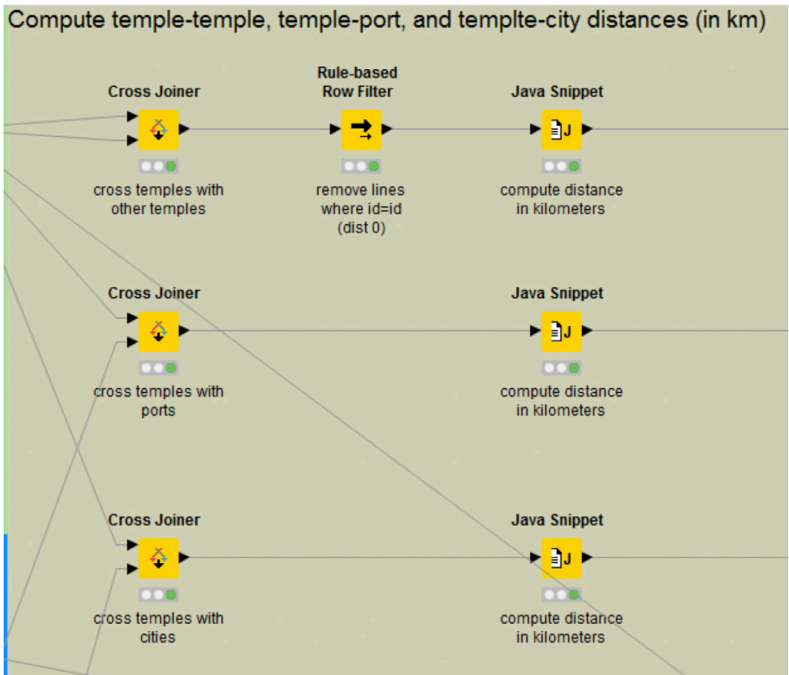 Compute temple-temple, temple-port, and templte-city distances (in km)
Cross Joiner
Rule-based
Row Filter
Java Snippet
J
cross temples with
other temples
remove lines
where id=id
(dist 0)
compute distance
in kilometers
Cross Joiner
Java Snippet
J
cross temples with
ports
compute distance
in kilometers
Cross Joiner
Java Snippet
J
cross temples with
cities
compute distance
in kilometers